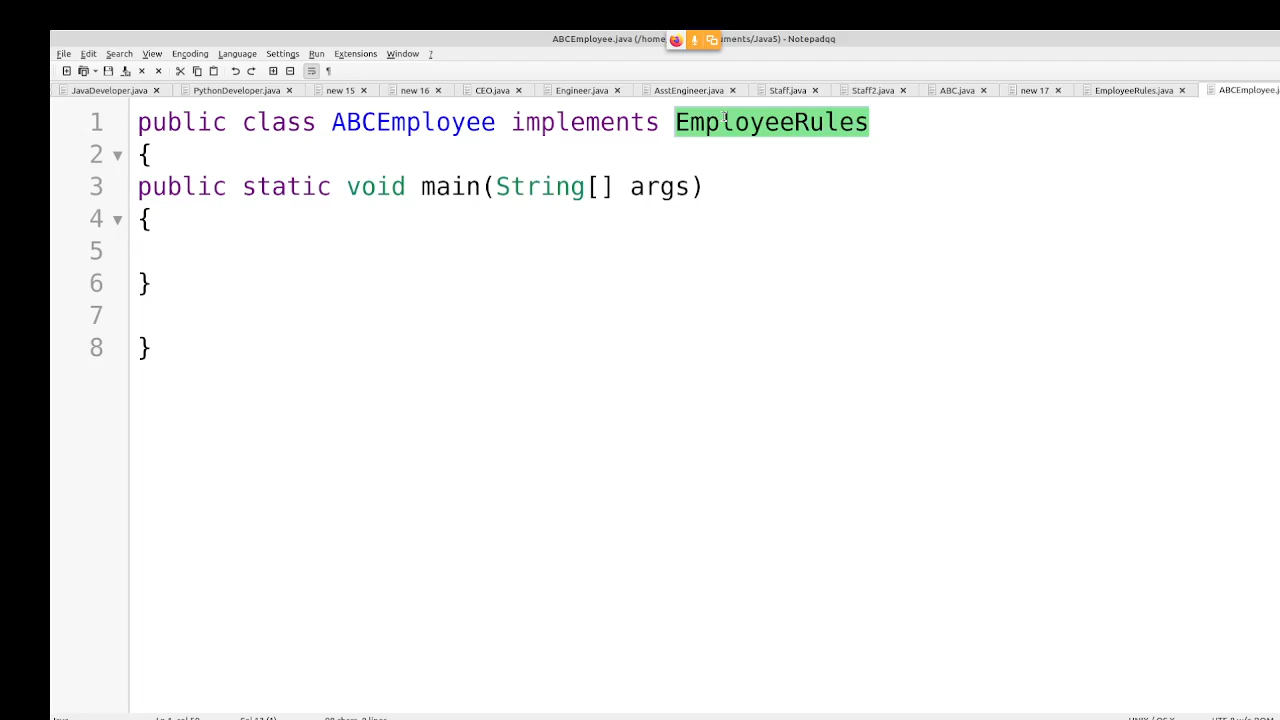 ABCEmployee.java (/home uments/Java5) - Notepadqq
File Edit Search View Encoding Language Settings Run Extensions Window ?
JavaDeveloper.java PythonDeveloper.java new 15 new 16 CEO.java Engineer.java AsstEngineer.java Staff.java Staff2.java ABC.java new 17 EmployeeRules.java ABCEmployee.j
1 public class ABCEmployee implements EmployeeRules
2 {
3 public static void main(String[] args)
4 {
5
6 }
7
8 }